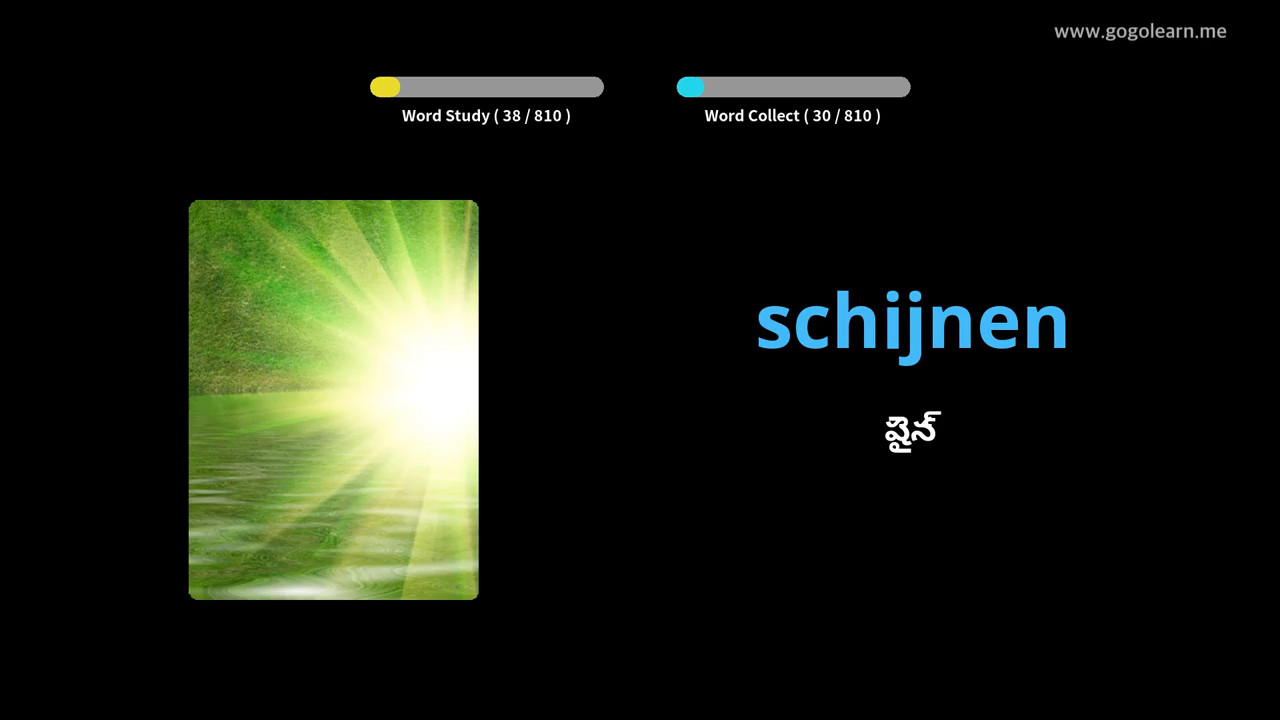 www.gogolearn.me
Word Study ( 38 / 810 )
Word Collect ( 30 / 810 )
schijnen
షైన్